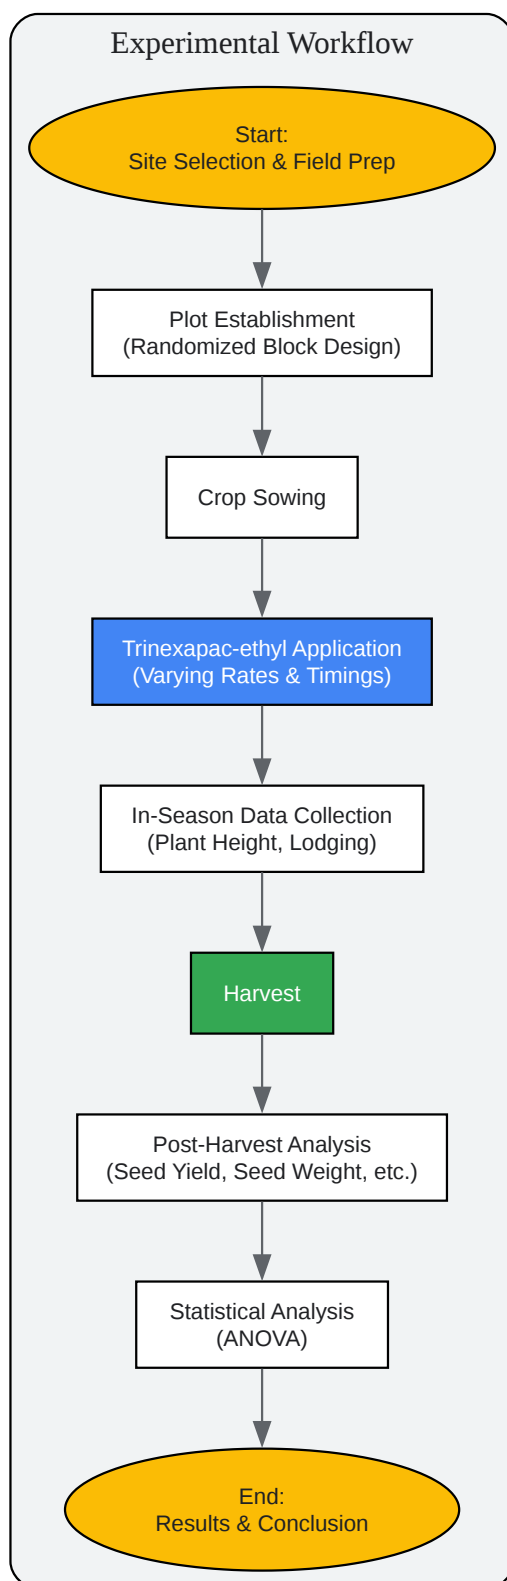 Experimental Workflow
Start:
Site Selection & Field Prep
Plot Establishment
(Randomized Block Design)
Crop Sowing
Trinexapac-ethyl Application
(Varying Rates & Timings)
In-Season Data Collection
(Plant Height, Lodging)
Harvest
Post-Harvest Analysis
(Seed Yield, Seed Weight, etc.)
Statistical Analysis
(ANOVA)
End:
Results & Conclusion